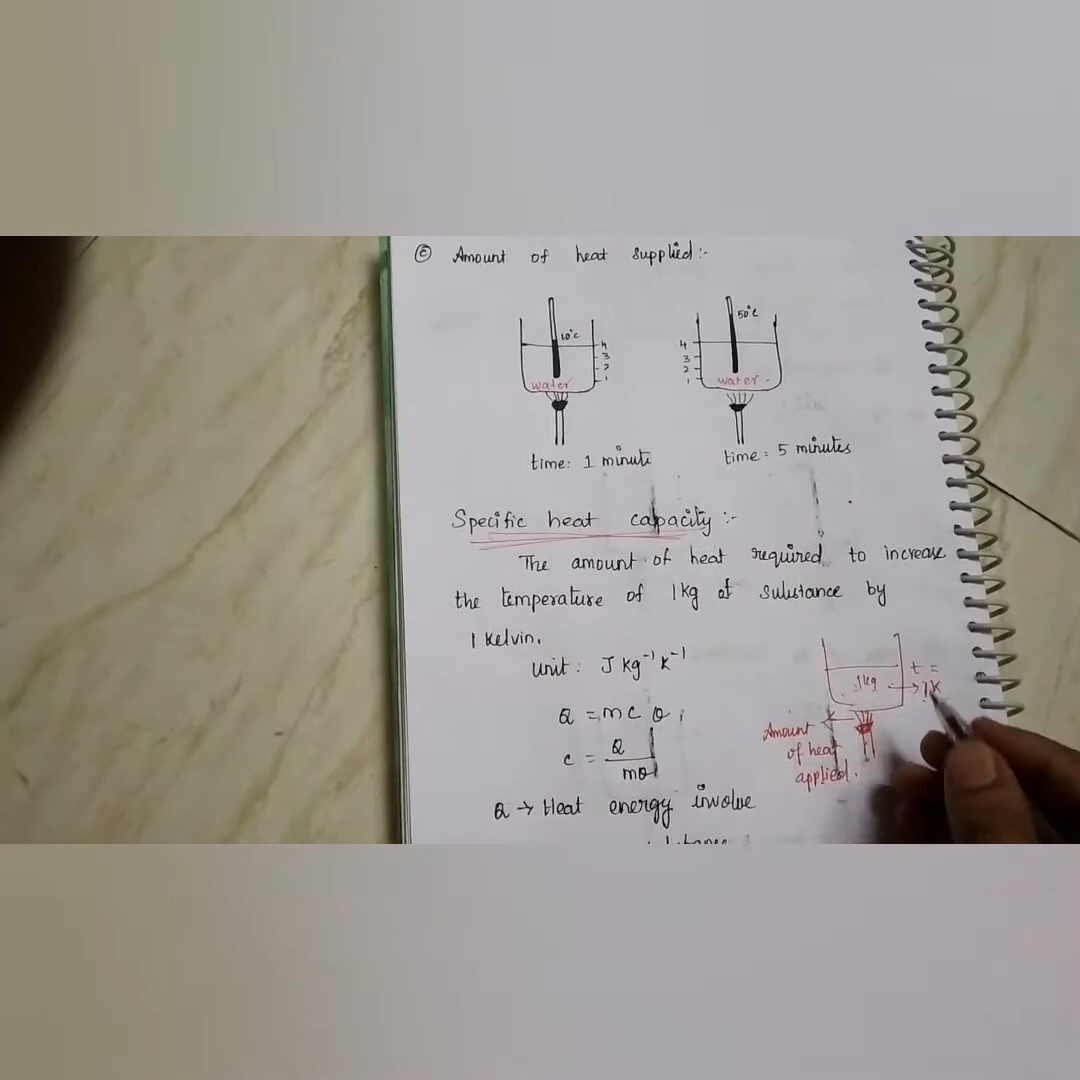 © Amount of heat supplied:-
10°C
50°C
4
3
2
1
4
3
2
1
water
water
time: 1 minute
time = 5 minutes
Specific heat capacity :-
The amount of heat required to increase
the temperature of 1kg of substance by
1 Kelvin.
Unit: J kg⁻¹ K⁻¹
t =
1K
1kg
Q = mcθ
Amount
of heat
applied.
c = Q / mθ
Q → Heat energy involve